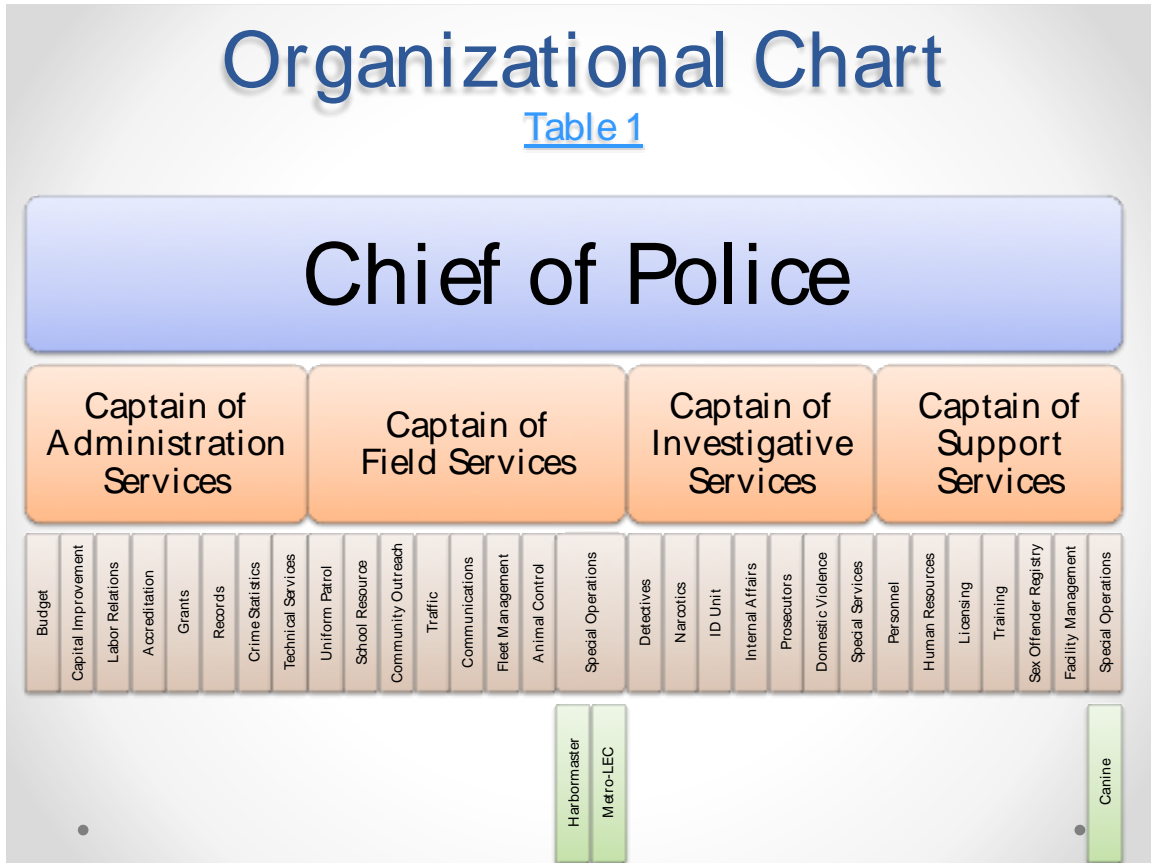 Organizational Chart
Table 1
Chief of Police
Captain of
Administration
Services
Captain of
Field Services
Captain of
Investigative
Services
Captain of
Support
Services
Budget
Capital Improvement
Labor Relations
Accreditation
Grants
Records
Crime Statistics
Technical Services
Uniform Patrol
School Resource
Community Outreach
Traffic
Communications
Fleet Management
Animal Control
Special Operations
Detectives
Narcotics
ID Unit
Internal Affairs
Prosecutors
Domestic Violence
Special Services
Personnel
Human Resources
Licensing
Training
Sex Offender Registry
Facility Management
Special Operations
Harbormaster
Metro-LEC
Canine